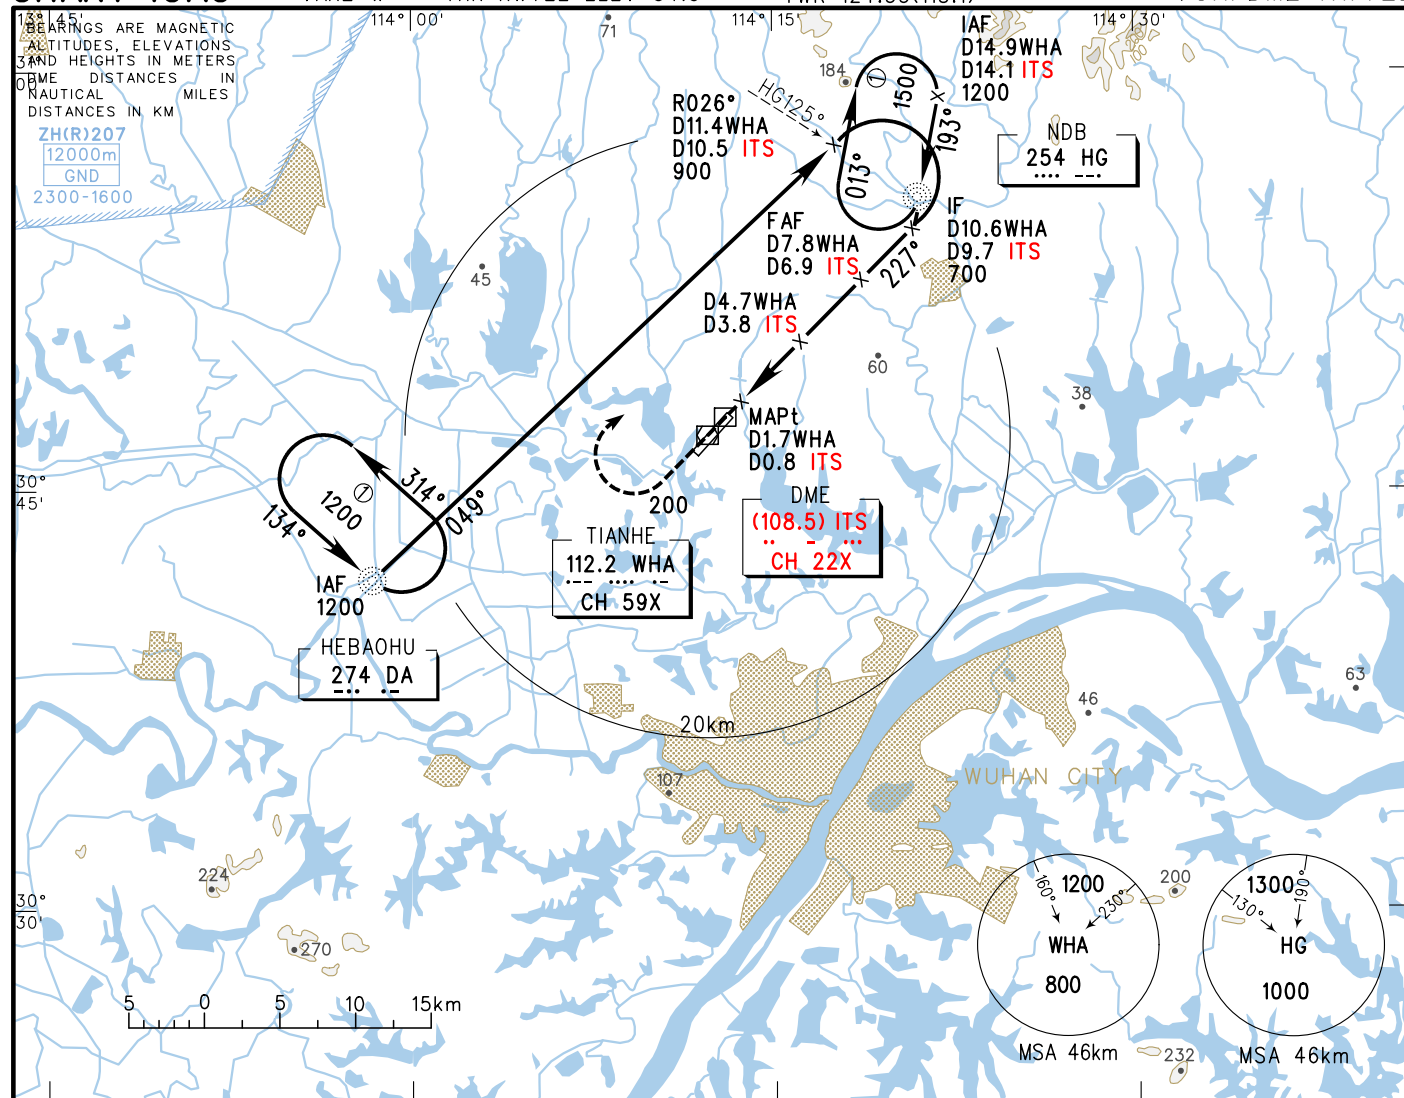 13° 45'
114° 00'
114° 15'
114° 30'
BEARINGS ARE MAGNETIC
ALTITUDES, ELEVATIONS
AND HEIGHTS IN METERS
DME DISTANCES IN
NAUTICAL MILES
DISTANCES IN KM
31°
00'
ZH(R)207
12000m
GND
2300-1600
71
184
HG125°
①
1500
013°
193°
IAF
D14.9WHA
D14.1 ITS
1200
R026°
D11.4WHA
D10.5 ITS
900
NDB
254 HG
···· --·
IF
D10.6WHA
D9.7 ITS
700
FAF
D7.8WHA
D6.9 ITS
227°
45
D4.7WHA
D3.8 ITS
60
38
MAPt
D1.7WHA
D0.8 ITS
30°
45'
314°
049°
①
1200
134°
200
DME
(108.5) ITS
·· - ···
CH 22X
TIANHE
112.2 WHA
·-- ···· ·-
CH 59X
IAF
1200
HEBAOHU
274 DA
-·· ·-
63
46
20km
107
WUHAN CITY
224
270
200
232
30°
30'
5 0 5 10 15km
160°
1200
230°
WHA
800
MSA 46km
130°
1300
190°
HG
1000
MSA 46km